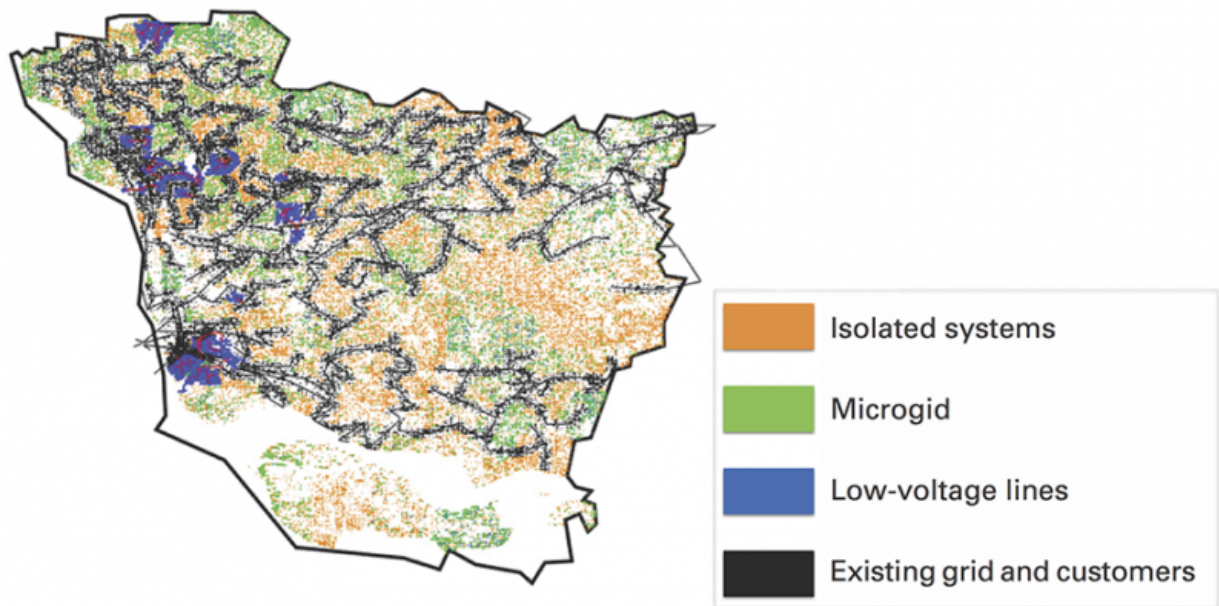 Isolated systems
Microgid
Low-voltage lines
Existing grid and customers